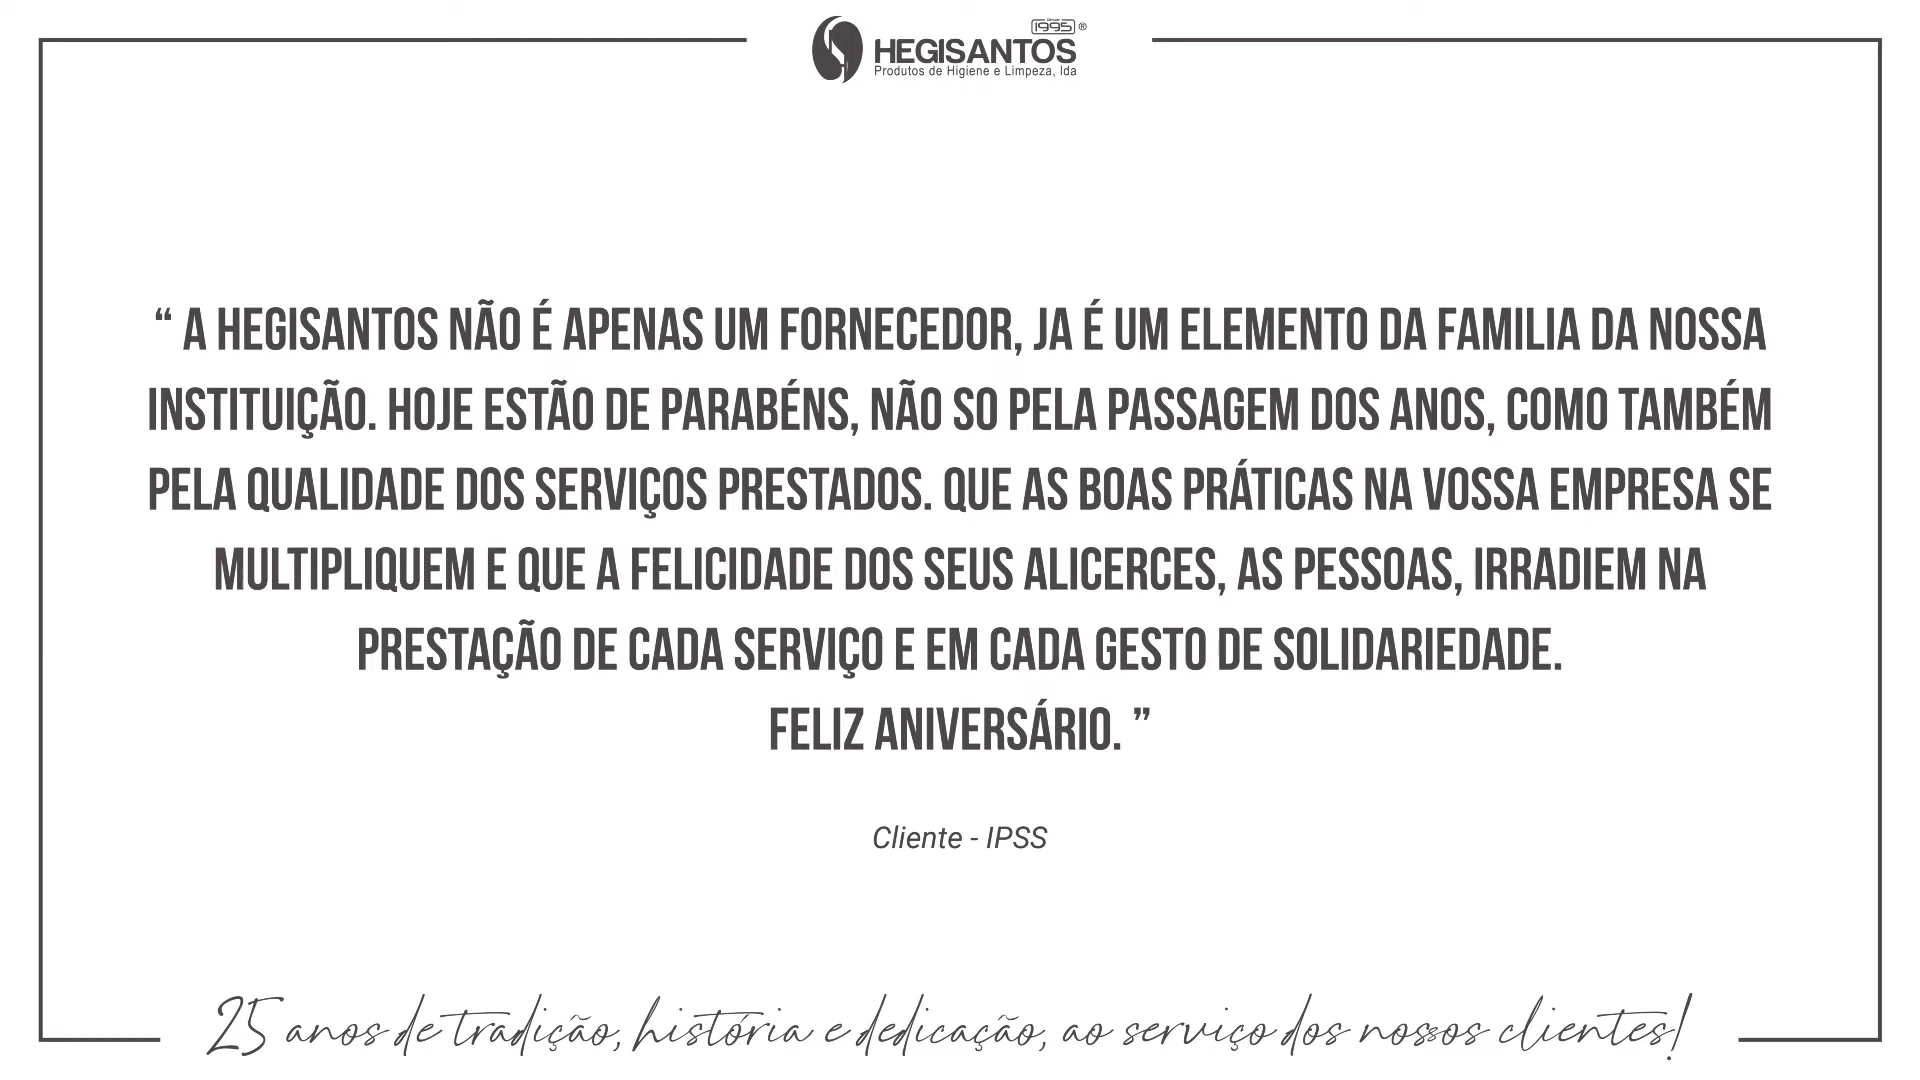 Desde
1995®
HEGISANTOS
Produtos de Higiene e Limpeza, lda
“ A HEGISANTOS NÃO É APENAS UM FORNECEDOR, JA É UM ELEMENTO DA FAMILIA DA NOSSA
INSTITUIÇÃO. HOJE ESTÃO DE PARABÉNS, NÃO SO PELA PASSAGEM DOS ANOS, COMO TAMBÉM
PELA QUALIDADE DOS SERVIÇOS PRESTADOS. QUE AS BOAS PRÁTICAS NA VOSSA EMPRESA SE
MULTIPLIQUEM E QUE A FELICIDADE DOS SEUS ALICERCES, AS PESSOAS, IRRADIEM NA
PRESTAÇÃO DE CADA SERVIÇO E EM CADA GESTO DE SOLIDARIEDADE.
FELIZ ANIVERSÁRIO. ”
Cliente - IPSS
25 anos de tradição, história e dedicação, ao serviço dos nossos clientes!